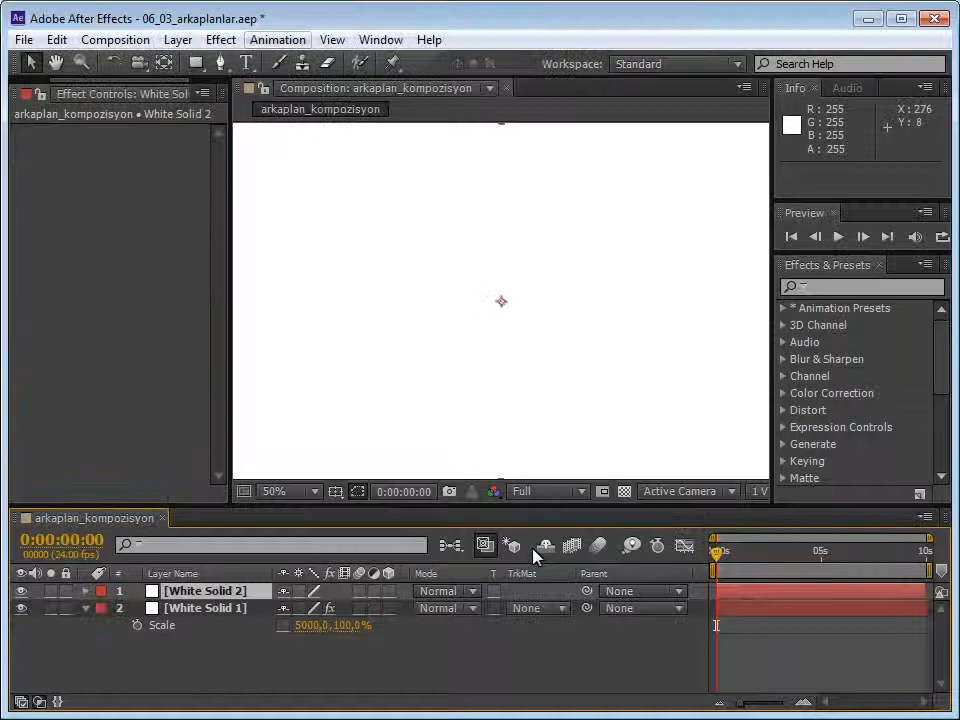 Adobe After Effects - 06_03_arkaplanlar.aep *
File Edit Composition Layer Effect Animation View Window Help
Workspace: Standard Search Help
Effect Controls: White Sol
arkaplan_kompozisyon • White Solid 2
Composition: arkaplan_kompozisyon
arkaplan_kompozisyon
Info Audio
R: 255 X: 276
G: 255 Y: 8
B: 255
A: 255
Preview
Effects & Presets
* Animation Presets
3D Channel
Audio
Blur & Sharpen
Channel
Color Correction
Distort
Expression Controls
Generate
Keying
Matte
50% 0:00:00:00 Full Active Camera 1 V
arkaplan_kompozisyon
0:00:00:00
00000 (24.00 fps)
05s 10s
# Layer Name Mode T TrkMat Parent
1 [White Solid 2] Normal None
2 [White Solid 1] fx Normal None None
Scale 5000,0,100,0%